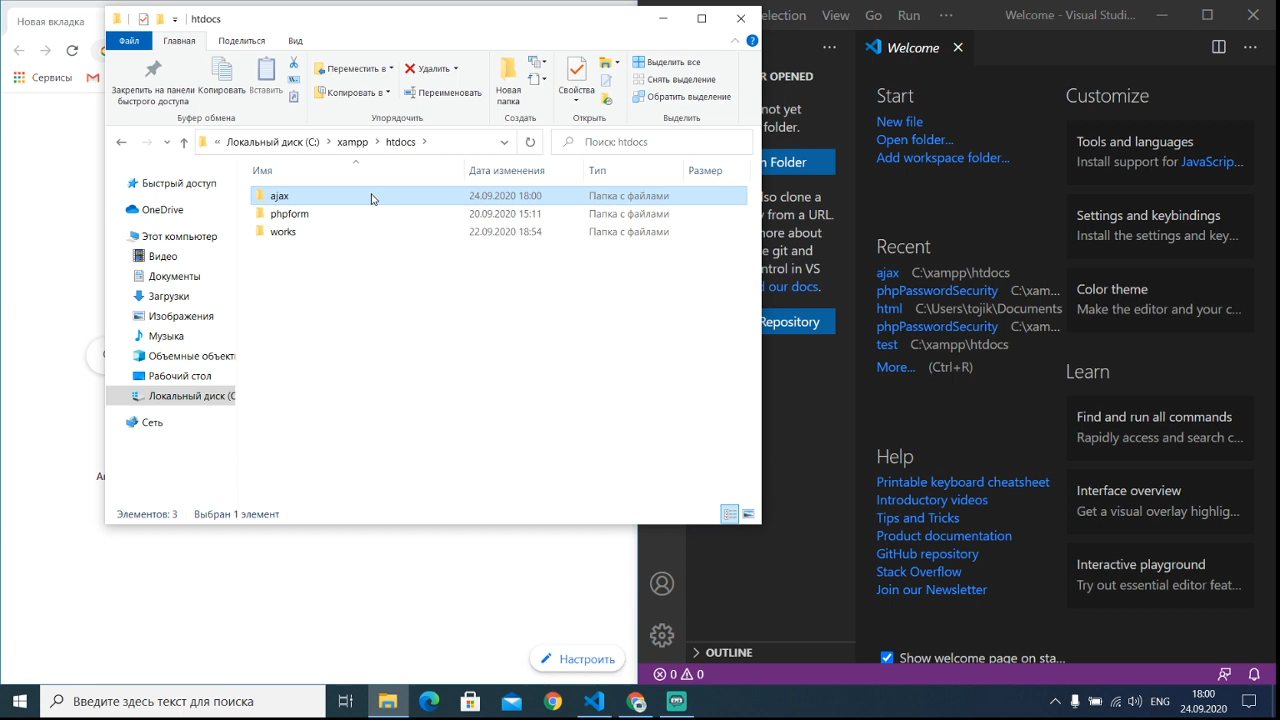 Новая вкладка
Сервисы
htdocs
Файл
Главная
Поделиться
Вид
Закрепить на панели
быстрого доступа
Копировать
Вставить
Буфер обмена
Переместить в
Копировать в
Удалить
Переименовать
Упорядочить
Новая
папка
Создать
Свойства
Открыть
Выделить все
Снять выделение
Обратить выделение
Выделить
« Локальный диск (C:) > xampp > htdocs >
Поиск: htdocs
Имя
Дата изменения
Тип
Размер
ajax 24.09.2020 18:00 Папка с файлами
phpform 20.09.2020 15:11 Папка с файлами
works 22.09.2020 18:54 Папка с файлами
Быстрый доступ
OneDrive
Этот компьютер
Видео
Документы
Загрузки
Изображения
Музыка
Объемные объект
Рабочий стол
Локальный диск (C
Сеть
Элементов: 3 Выбран 1 элемент
Настроить
election View Go Run ··· Welcome - Visual Studi...
Welcome
R OPENED
not yet
folder.
n Folder
lso clone a
y from a URL.
more about
e git and
ntrol in VS
d our docs.
Repository
OUTLINE
Start
New file
Open folder...
Add workspace folder...
Recent
ajax C:\xampp\htdocs
phpPasswordSecurity C:\xam...
html C:\Users\tojik\Documents
phpPasswordSecurity C:\xam...
test C:\xampp\htdocs
More... (Ctrl+R)
Help
Printable keyboard cheatsheet
Introductory videos
Tips and Tricks
Product documentation
GitHub repository
Stack Overflow
Join our Newsletter
Show welcome page on sta...
Customize
Tools and languages
Install support for JavaScrip...
Settings and keybindings
Install the settings and key...
Color theme
Make the editor and your c...
Learn
Find and run all commands
Rapidly access and search c...
Interface overview
Get a visual overlay highlig...
Interactive playground
Try out essential editor feat...
0 0
Введите здесь текст для поиска
ENG
18:00
24.09.2020